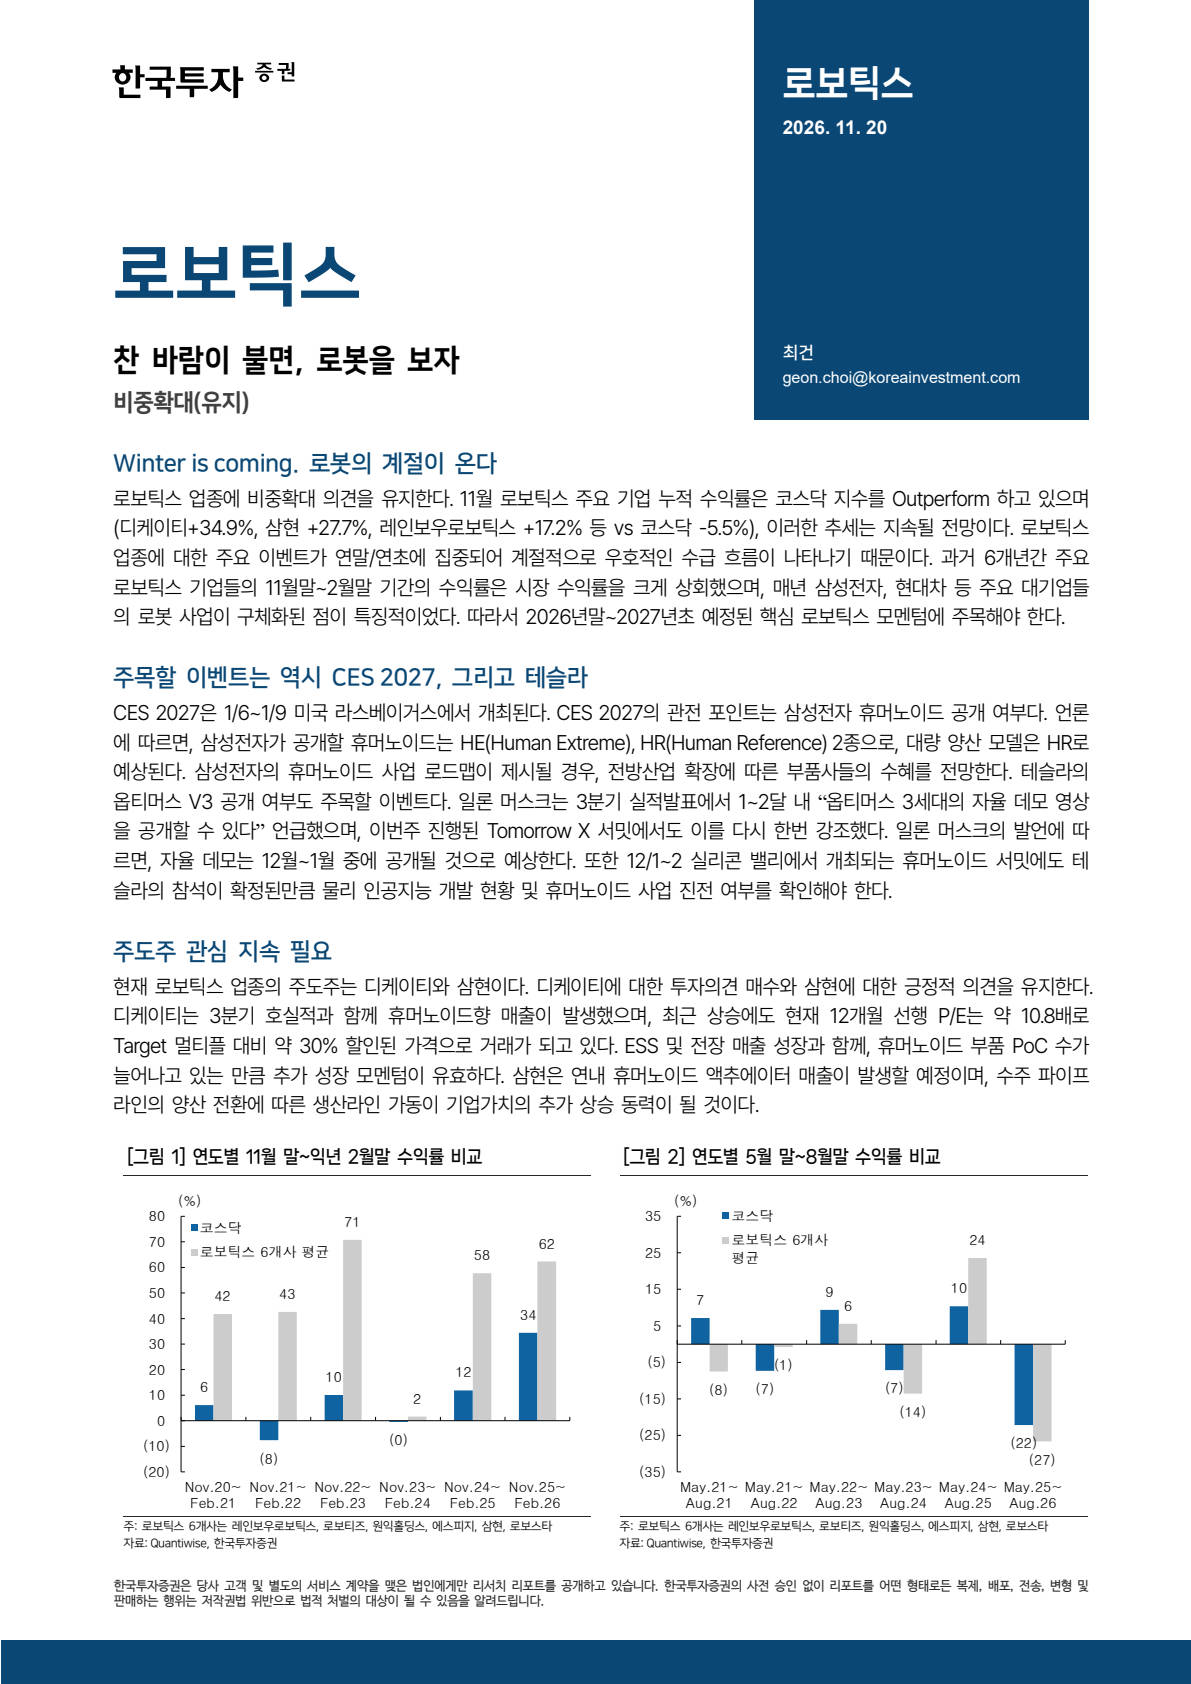 한국투자 증권
로보틱스
2026. 11. 20
로보틱스
찬 바람이 불면, 로봇을 보자
비중확대(유지)
최건
geon.choi@koreainvestment.com
Winter is coming. 로봇의 계절이 온다
로보틱스 업종에 비중확대 의견을 유지한다. 11월 로보틱스 주요 기업 누적 수익률은 코스닥 지수를 Outperform 하고 있으며
(디케이티+34.9%, 삼현 +27.7%, 레인보우로보틱스 +17.2% 등 vs 코스닥 -5.5%), 이러한 추세는 지속될 전망이다. 로보틱스
업종에 대한 주요 이벤트가 연말/연초에 집중되어 계절적으로 우호적인 수급 흐름이 나타나기 때문이다. 과거 6개년간 주요
로보틱스 기업들의 11월말~2월말 기간의 수익률은 시장 수익률을 크게 상회했으며, 매년 삼성전자, 현대차 등 주요 대기업들
의 로봇 사업이 구체화된 점이 특징적이었다. 따라서 2026년말~2027년초 예정된 핵심 로보틱스 모멘텀에 주목해야 한다.
주목할 이벤트는 역시 CES 2027, 그리고 테슬라
CES 2027은 1/6~1/9 미국 라스베이거스에서 개최된다. CES 2027의 관전 포인트는 삼성전자 휴머노이드 공개 여부다. 언론
에 따르면, 삼성전자가 공개할 휴머노이드는 HE(Human Extreme), HR(Human Reference) 2종으로, 대량 양산 모델은 HR로
예상된다. 삼성전자의 휴머노이드 사업 로드맵이 제시될 경우, 전방산업 확장에 따른 부품사들의 수혜를 전망한다. 테슬라의
옵티머스 V3 공개 여부도 주목할 이벤트다. 일론 머스크는 3분기 실적발표에서 1~2달 내 “옵티머스 3세대의 자율 데모 영상
을 공개할 수 있다” 언급했으며, 이번주 진행된 Tomorrow X 서밋에서도 이를 다시 한번 강조했다. 일론 머스크의 발언에 따
르면, 자율 데모는 12월~1월 중에 공개될 것으로 예상한다. 또한 12/1~2 실리콘 밸리에서 개최되는 휴머노이드 서밋에도 테
슬라의 참석이 확정된만큼 물리 인공지능 개발 현황 및 휴머노이드 사업 진전 여부를 확인해야 한다.
주도주 관심 지속 필요
현재 로보틱스 업종의 주도주는 디케이티와 삼현이다. 디케이티에 대한 투자의견 매수와 삼현에 대한 긍정적 의견을 유지한다.
디케이티는 3분기 호실적과 함께 휴머노이드향 매출이 발생했으며, 최근 상승에도 현재 12개월 선행 P/E는 약 10.8배로
Target 멀티플 대비 약 30% 할인된 가격으로 거래가 되고 있다. ESS 및 전장 매출 성장과 함께, 휴머노이드 부품 PoC 수가
늘어나고 있는 만큼 추가 성장 모멘텀이 유효하다. 삼현은 연내 휴머노이드 액추에이터 매출이 발생할 예정이며, 수주 파이프
라인의 양산 전환에 따른 생산라인 가동이 기업가치의 추가 상승 동력이 될 것이다.
[그림 1] 연도별 11월 말~익년 2월말 수익률 비교
(%)
코스닥
로보틱스 6개사 평균
80
70
60
50
40
30
20
10
0
(10)
(20)
6
42
(8)
43
10
71
(0)
2
12
58
34
62
Nov.20~ Nov.21~ Nov.22~ Nov.23~ Nov.24~ Nov.25~
Feb.21 Feb.22 Feb.23 Feb.24 Feb.25 Feb.26
주: 로보틱스 6개사는 레인보우로보틱스, 로보티즈, 원익홀딩스, 에스피지, 삼현, 로보스타
자료: Quantiwise, 한국투자증권
[그림 2] 연도별 5월 말~8월말 수익률 비교
(%)
코스닥
로보틱스 6개사
평균
35
25
15
5
(5)
(15)
(25)
(35)
7
(8)
(7)
(1)
9
6
(7)
(14)
10
24
(22)
(27)
May.21~ May.21~ May.22~ May.23~ May.24~ May.25~
Aug.21 Aug.22 Aug.23 Aug.24 Aug.25 Aug.26
주: 로보틱스 6개사는 레인보우로보틱스, 로보티즈, 원익홀딩스, 에스피지, 삼현, 로보스타
자료: Quantiwise, 한국투자증권
한국투자증권은 당사 고객 및 별도의 서비스 계약을 맺은 법인에게만 리서치 리포트를 공개하고 있습니다. 한국투자증권의 사전 승인 없이 리포트를 어떤 형태로든 복제, 배포, 전송, 변형 및
판매하는 행위는 저작권법 위반으로 법적 처벌의 대상이 될 수 있음을 알려드립니다.